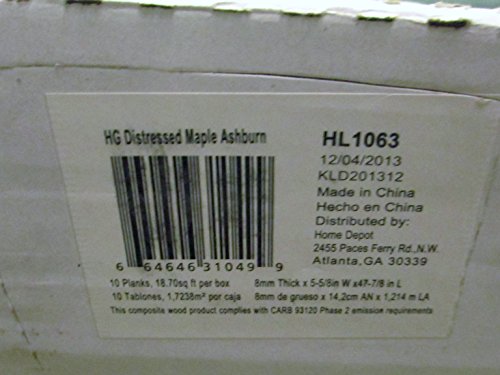 HG Distressed Maple Ashburn
HL1063
12/04/2013
KLD201312
Made in China
Hecho en China
Distributed by:
Home Depot
2455 Paces Ferry Rd.,N.W.
Atlanta,GA 30339
6 64646 31049 9
10 Planks, 18.70sq ft per box 8mm Thick x 5-5/8in W x47-7/8 in L
10 Tablones, 1,7238m² por caja 8mm de grueso x 14,2cm AN x 1,214 m LA
This composite wood product complies with CARB 93120 Phase 2 emission requirements